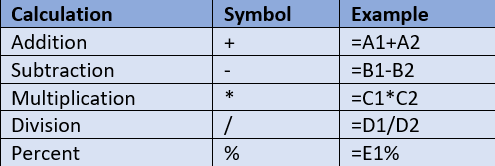 Calculation Symbol Example
Addition + =A1+A2
Subtraction - =B1-B2
Multiplication * =C1*C2
Division / =D1/D2
Percent % =E1%